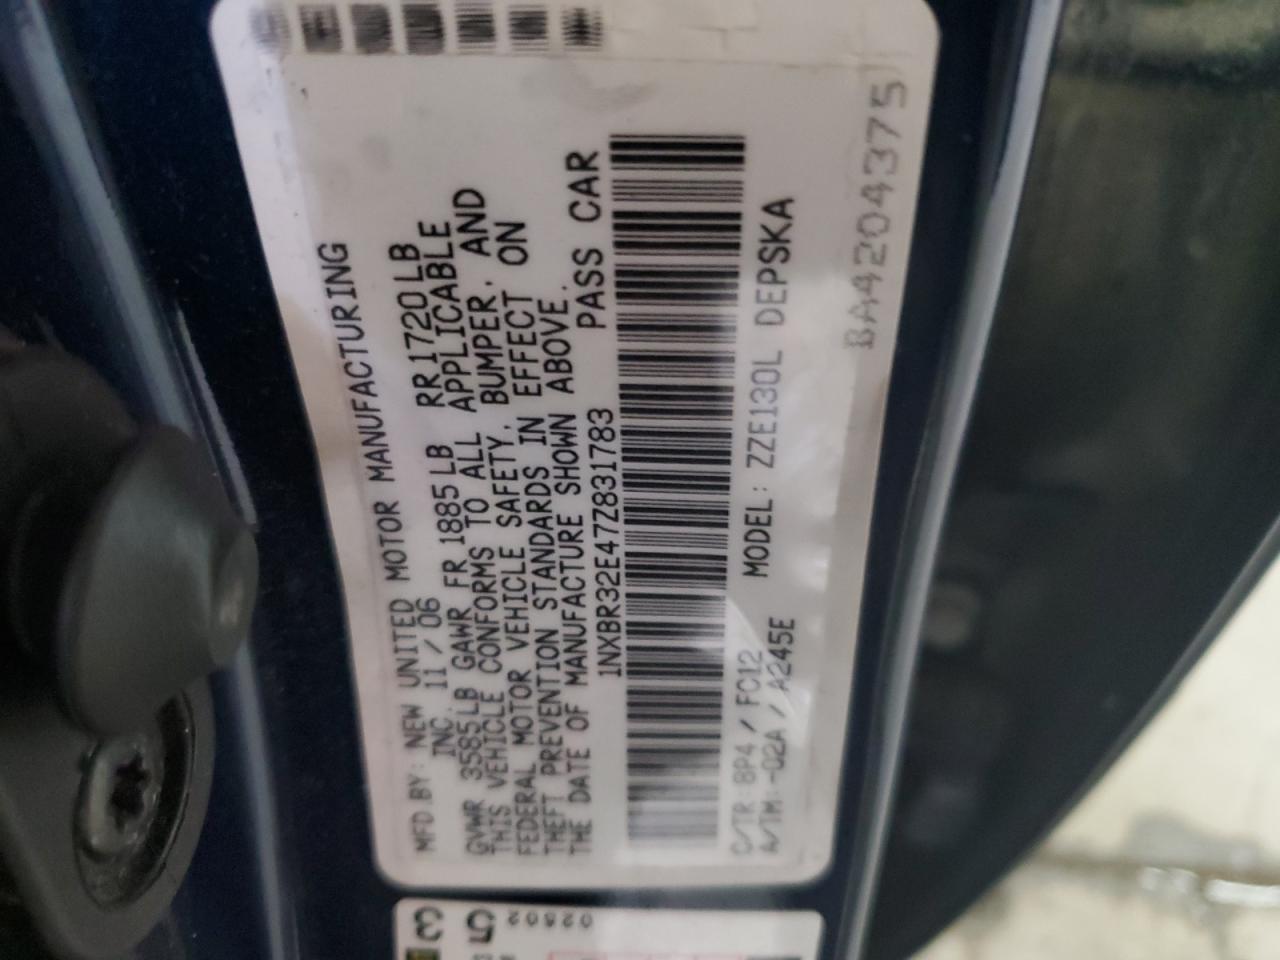 MFD.BY: NEW UNITED MOTOR MANUFACTURING
INC 11/06
GVWR 3585LB GAWR FR 1885LB RR1720LB
THIS VEHICLE CONFORMS TO ALL APPLICABLE
FEDERAL MOTOR VEHICLE SAFETY, BUMPER, AND
THEFT PREVENTION STANDARDS IN EFFECT ON
THE DATE OF MANUFACTURE SHOWN ABOVE.
1NXBR32E47Z831783 PASS CAR
C/TR:8P4/FC12 MODEL: ZZE130L DEPSKA
A/TM:-02A/A245E
BA4204375